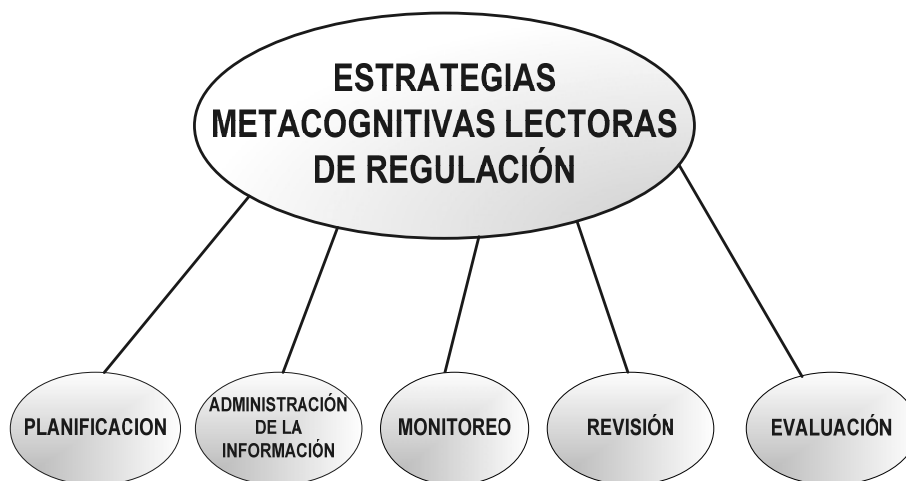 ESTRATEGIAS
METACOGNITIVAS LECTORAS
DE REGULACIÓN
PLANIFICACION
ADMINISTRACIÓN
DE LA
INFORMACIÓN
MONITOREO
REVISIÓN
EVALUACIÓN